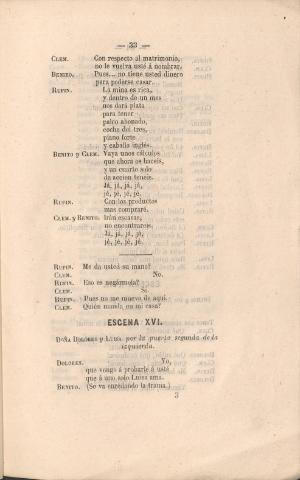 — 33 —
CLEM. Con respecto al matrimonio,
no le vuelva usté á nombrar.
BENITO. Pues... no tiene usted dinero
para poderse casar.
RUFIN. La mina es rica,
y dentro de un mes
nos dará plata
para tener
palco abonado,
coche del tres,
piano forte
y caballo inglés.
BENITO y CLEM. Vaya unos cálculos
que ahora os haceis,
y un cuarto solo
de accion teneis.
Já, já, já, já,
jé, jé, jé, jé.
RUFIN. Con los productos
mas compraré.
CLEM. y BENITO. Irán escasas,
no encontrareis.
Já, já, já, já,
jé, jé, jé, jé.
RUFIN. Me da ustéd su mano?
CLEM. No.
RUFIN. Eso es negármela?
CLEM. Si.
RUFIN. Pues no me muevo de aquí.
CLEM. Quién manda en mi casa?
ESCENA XVI.
DOÑA DOLORES y LUISA, por la puerta segunda de la
izquierda.
DOLORES. Yo,
que vengo á probarle á usté
que á uno solo Luisa ama.
BENITO. (Se va enredando la trama.)
3